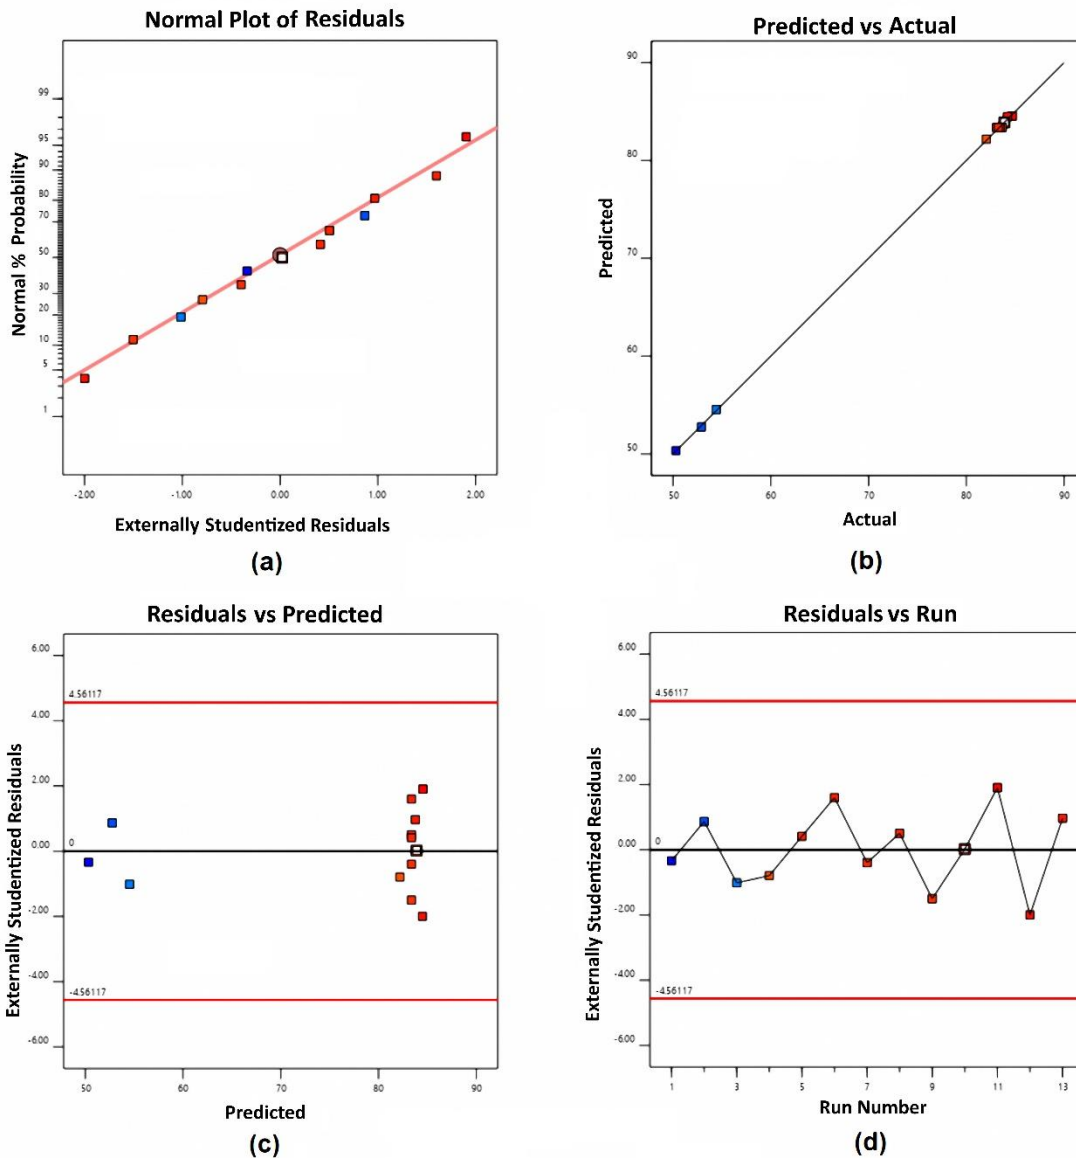 Normal Plot of Residuals
Normal % Probability
99
95
90
80
70
50
30
20
10
5
1
-2.00 -1.00 0.00 1.00 2.00
Externally Studentized Residuals
(a)
Predicted vs Actual
Predicted
90
80
70
60
50
50 60 70 80 90
Actual
(b)
Residuals vs Predicted
Externally Studentized Residuals
6.00
4.56117
4.00
2.00
0
0.00
-2.00
-4.00
-4.56117
-6.00
50 60 70 80 90
Predicted
(c)
Residuals vs Run
Externally Studentized Residuals
6.00
4.56117
4.00
2.00
0
0.00
-2.00
-4.00
-4.56117
-6.00
1 3 5 7 9 11 13
Run Number
(d)